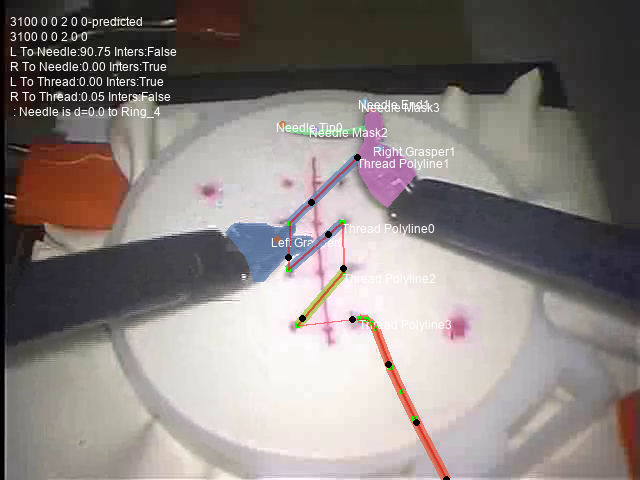 3100 0 0 2 0 0-predicted
3100 0 0 2 0 0
L To Needle:90.75 Inters:False
R To Needle:0.00 Inters:True
L To Thread:0.00 Inters:True
R To Thread:0.05 Inters:False
: Needle is d=0.0 to Ring_4
Needle End1
Needle Mask3
Needle Tip0
Needle Mask2
Right Grasper1
Thread Polyline1
Thread Polyline0
Thread Polyline2
Thread Polyline3